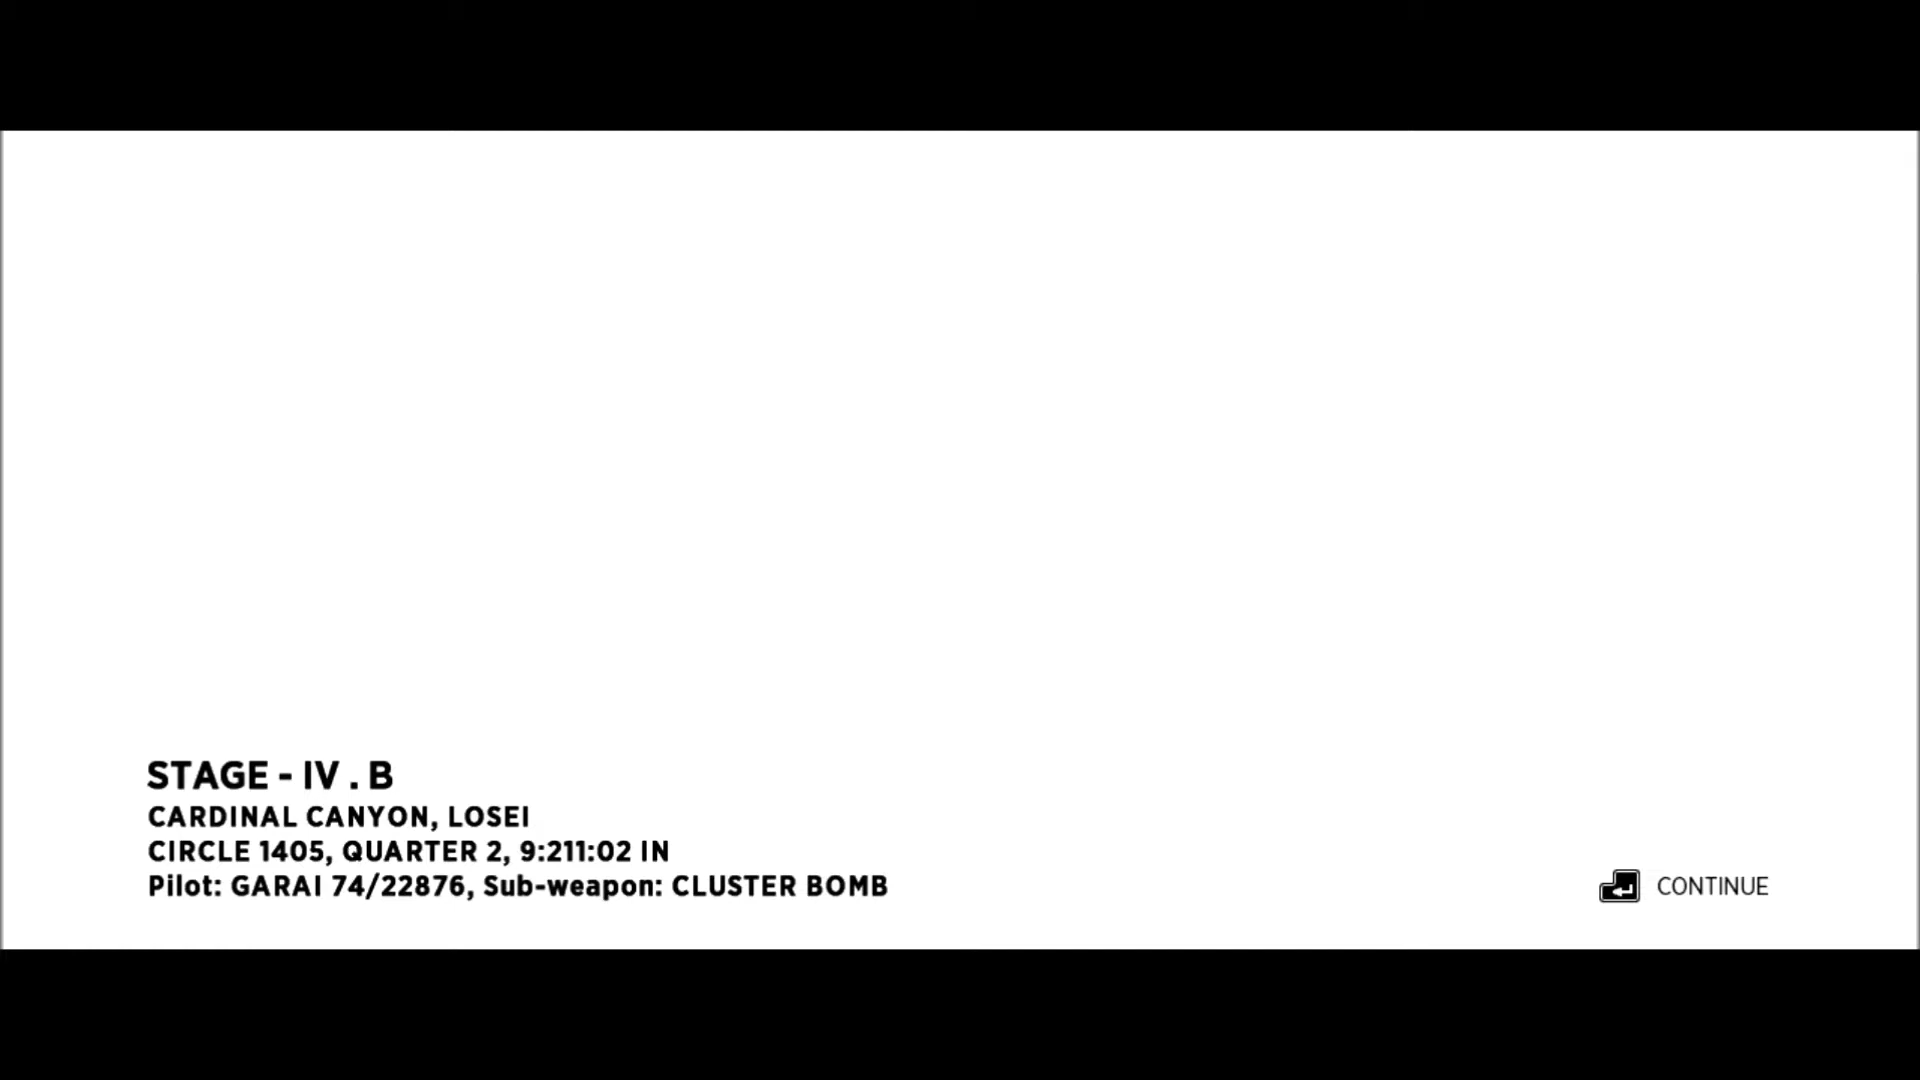 STAGE - IV . B
CARDINAL CANYON, LOSEI
CIRCLE 1405, QUARTER 2, 9:211:02 IN
Pilot: GARAI 74/22876, Sub-weapon: CLUSTER BOMB
CONTINUE